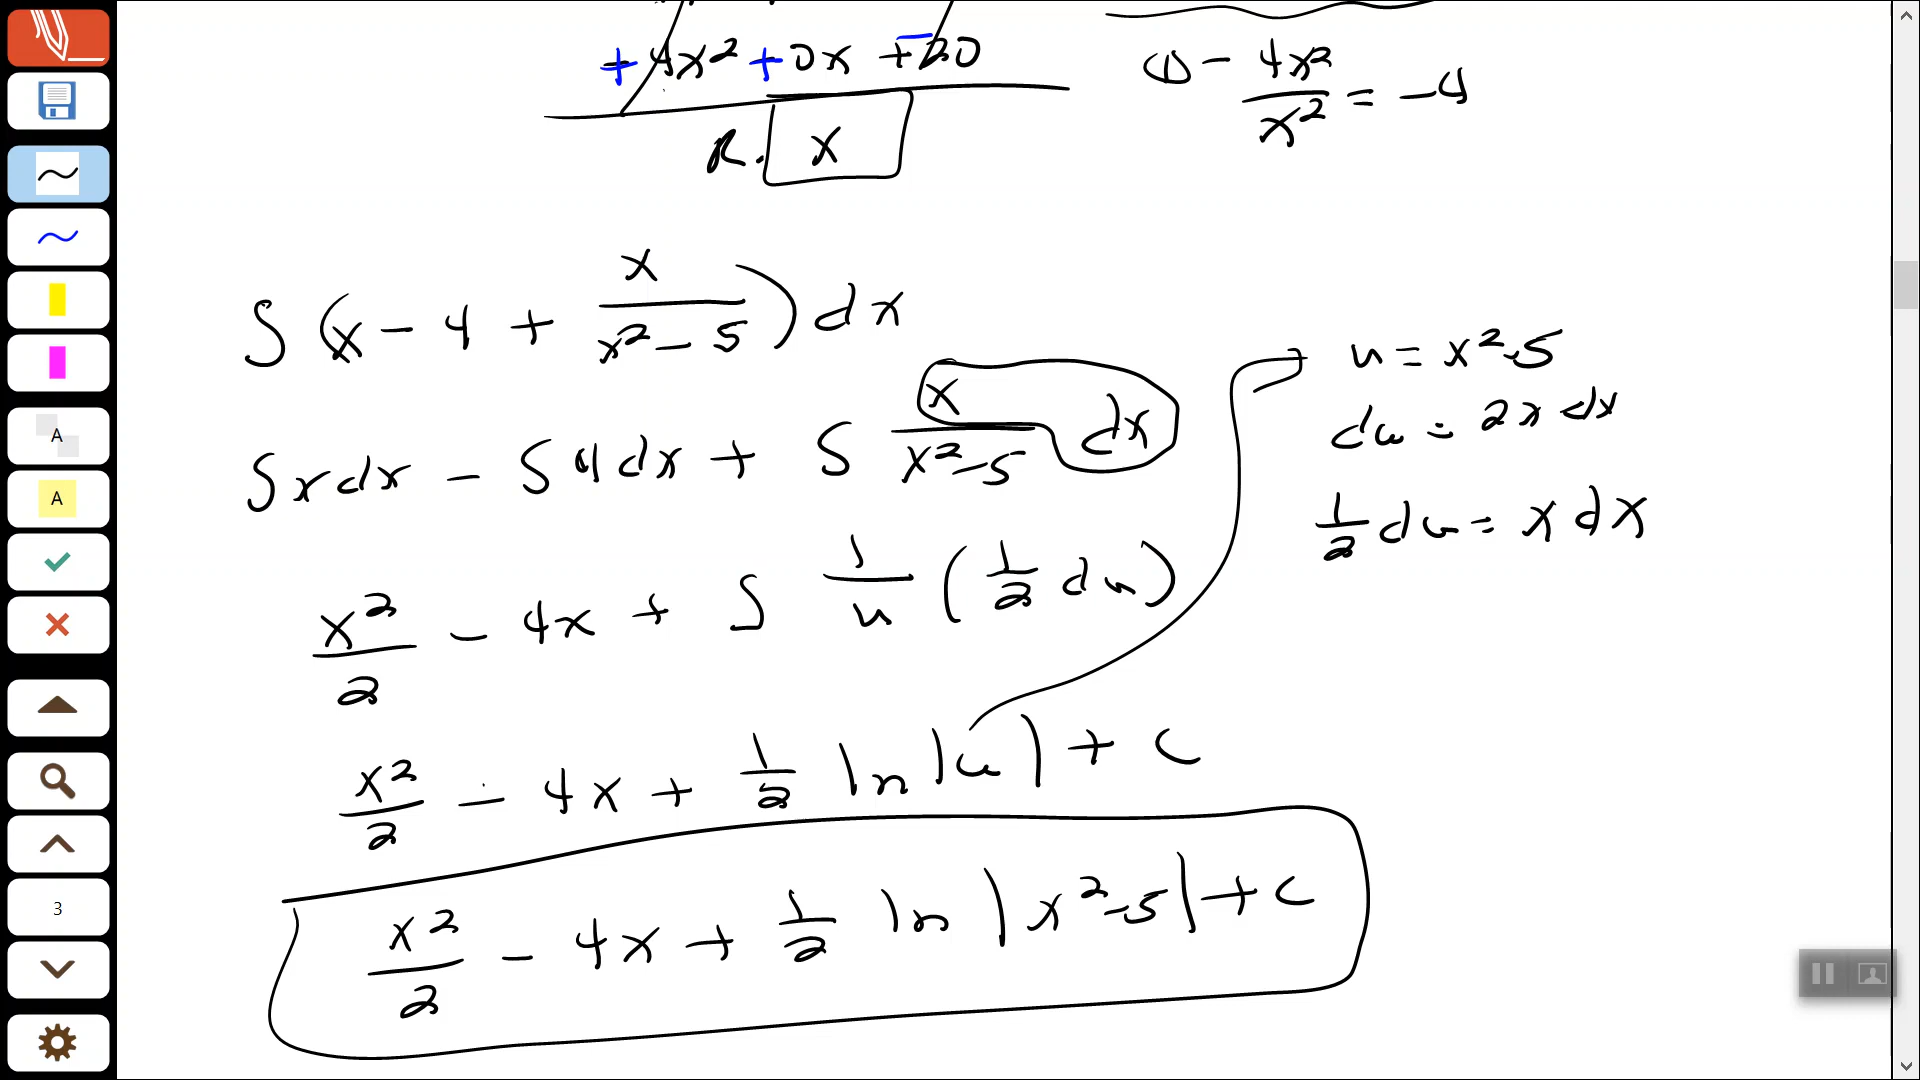 + 4x² + 0x + 20
① - 4x²/x² = -4
R. x
∫(x - 4 + x/(x² - 5)) dx
u = x² - 5
du = 2x dx
∫x dx - ∫4 dx + ∫ x/(x² - 5) dx
1/2 du = x dx
x²/2 - 4x + ∫ 1/u (1/2 du)
x²/2 - 4x + 1/2 ln|u| + c
x²/2 - 4x + 1/2 ln|x² - 5| + c
A
A
3